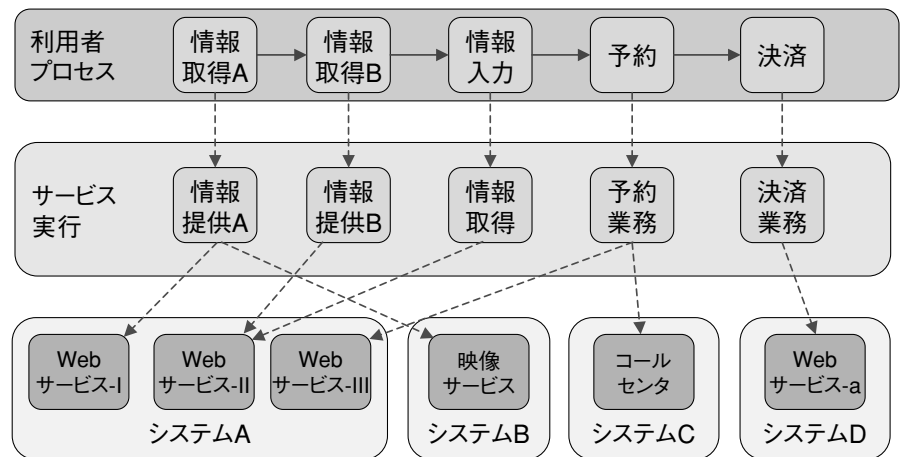 利用者
プロセス
情報
取得A
情報
取得B
情報
入力
予約
決済
サービス
実行
情報
提供A
情報
提供B
情報
取得
予約
業務
決済
業務
Web
サービス-I
Web
サービス-II
Web
サービス-III
映像
サービス
コール
センタ
Web
サービス-a
システムA
システムB
システムC
システムD